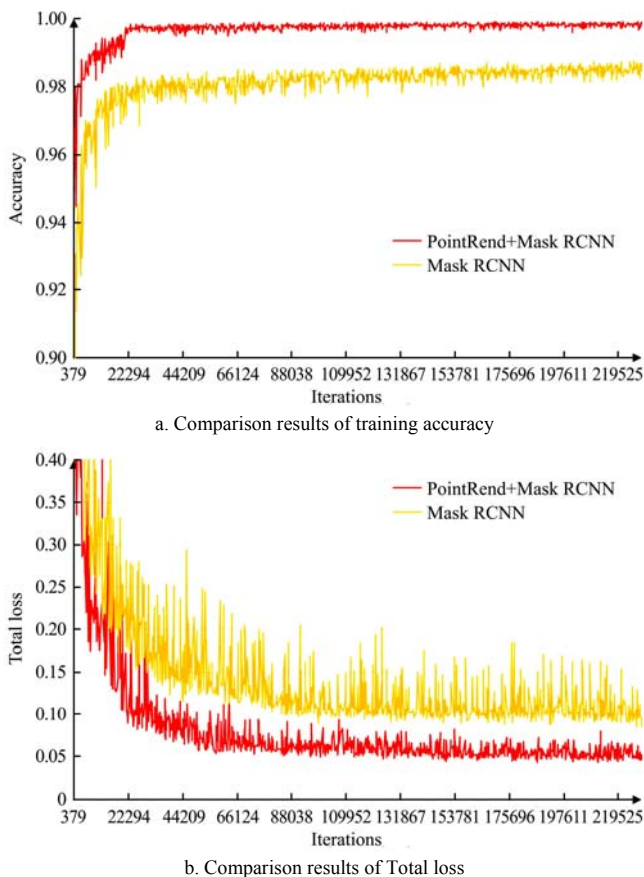 1.00
0.98
0.96
0.94
0.92
0.90
Accuracy
PointRend+Mask RCNN
Mask RCNN
379 22294 44209 66124 88038 109952 131867 153781 175696 197611 219525
Iterations
a. Comparison results of training accuracy
0.40
0.35
0.30
0.25
0.20
0.15
0.10
0.05
0
Total loss
PointRend+Mask RCNN
Mask RCNN
379 22294 44209 66124 88038 109952 131867 153781 175696 197611 219525
Iterations
b. Comparison results of Total loss